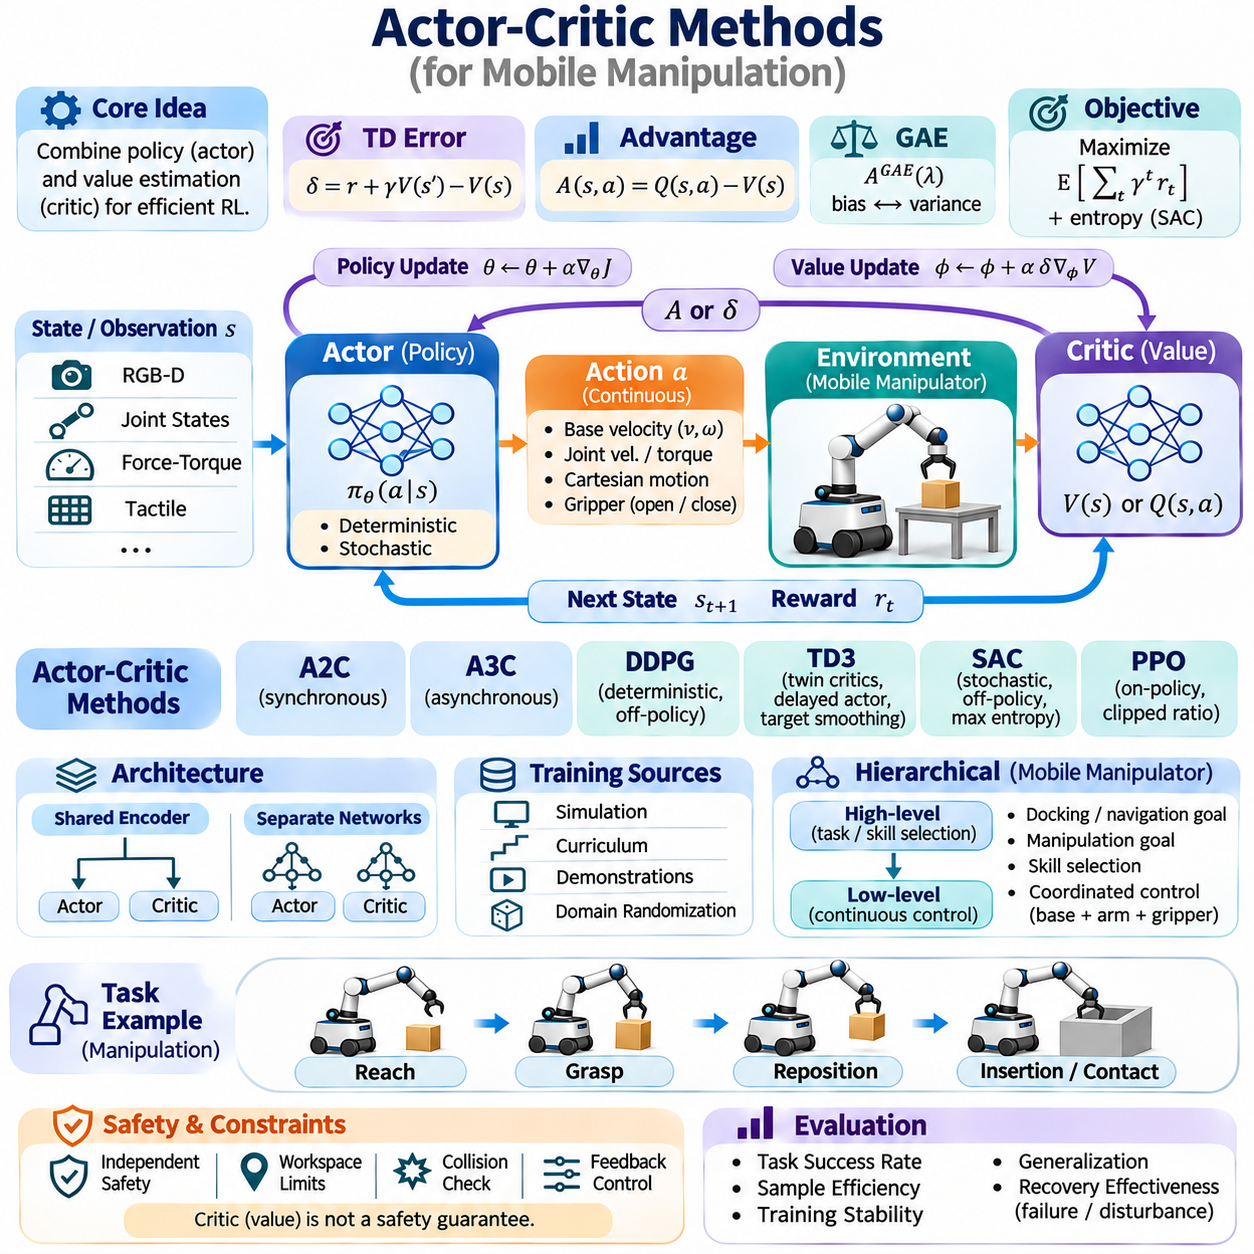 Actor-Critic Methods
(for Mobile Manipulation)
Core Idea
Combine policy (actor)
and value estimation
(critic) for efficient RL.
TD Error
δ = r + γV(s′) − V(s)
Advantage
A(s, a) = Q(s, a) − V(s)
GAE
A^{GAE}(λ)
bias ↔ variance
Objective
Maximize
E [ ∑_t γ^t r_t ]
+ entropy (SAC)
Policy Update θ ← θ + α∇_θ J
Value Update ϕ ← ϕ + α δ∇_ϕ V
A or δ
State / Observation s
RGB-D
Joint States
Force-Torque
Tactile
...
Actor (Policy)
π_θ(a|s)
• Deterministic
• Stochastic
Action a
(Continuous)
• Base velocity (v, ω)
• Joint vel. / torque
• Cartesian motion
• Gripper (open / close)
Environment
(Mobile Manipulator)
Critic (Value)
V(s) or Q(s, a)
Next State s_{t+1} Reward r_t
Actor-Critic
Methods
A2C
(synchronous)
A3C
(asynchronous)
DDPG
(deterministic,
off-policy)
TD3
(twin critics,
delayed actor,
target smoothing)
SAC
(stochastic,
off-policy,
max entropy)
PPO
(on-policy,
clipped ratio)
Architecture
Shared Encoder
Actor
Critic
Separate Networks
Actor
Critic
Training Sources
Simulation
Curriculum
Demonstrations
Domain Randomization
Hierarchical (Mobile Manipulator)
High-level
(task / skill selection)
Low-level
(continuous control)
• Docking / navigation goal
• Manipulation goal
• Skill selection
• Coordinated control
(base + arm + gripper)
Task
Example
(Manipulation)
Reach
Grasp
Reposition
Insertion / Contact
Safety & Constraints
Independent
Safety
Workspace
Limits
Collision
Check
Feedback
Control
Critic (value) is not a safety guarantee.
Evaluation
• Task Success Rate
• Sample Efficiency
• Training Stability
• Generalization
• Recovery Effectiveness
(failure / disturbance)